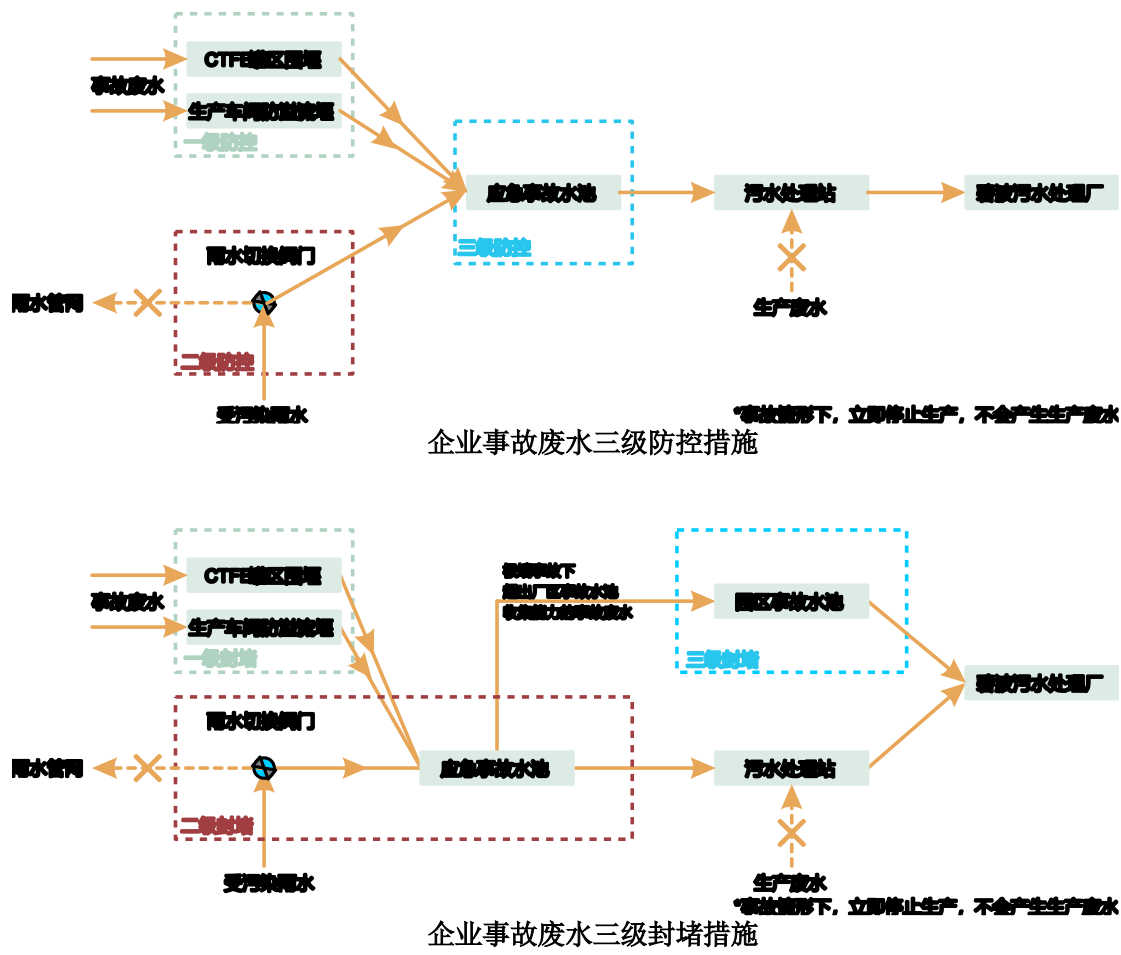 CTFE罐区围堰
事故废水
生产车间防溢流堰
一级防控
应急事故水池
污水处理站
碧波污水处理厂
三级防控
雨水切换阀门
雨水管网
生产废水
二级防控
受污染雨水
*事故情形下，立即停止生产，不会产生生产废水
企业事故废水三级防控措施
CTFE罐区围堰
事故废水
生产车间防溢流堰
一级封堵
极端事故下
超出厂区事故水池
收集能力的事故废水
园区事故水池
三级封堵
碧波污水处理厂
雨水切换阀门
雨水管网
应急事故水池
污水处理站
二级封堵
受污染雨水
生产废水
*事故情形下，立即停止生产，不会产生生产废水
企业事故废水三级封堵措施